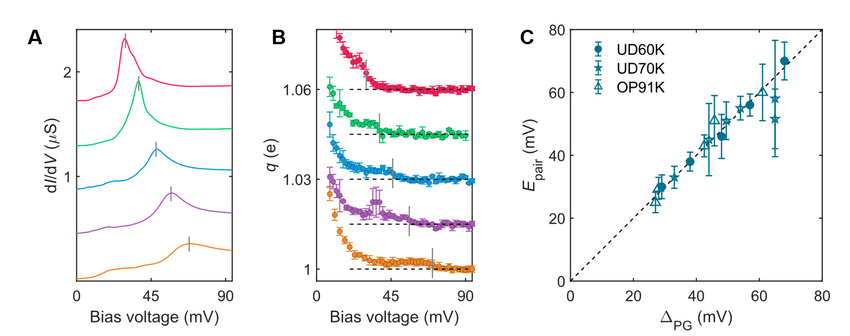 A
dI/dV (μS)
2
1
0
45
90
Bias voltage (mV)
B
q (e)
1.06
1.03
1
0
45
90
Bias voltage (mV)
C
E_pair (mV)
80
60
40
20
0
UD60K
UD70K
OP91K
0
20
40
60
80
Δ_PG (mV)